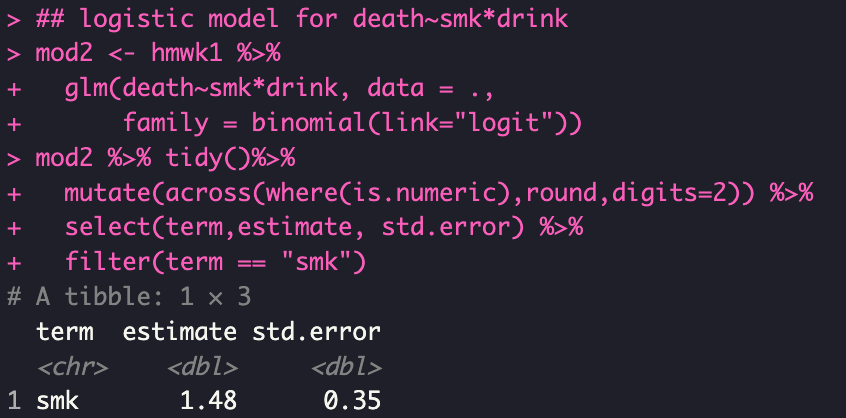 > ## logistic model for death~smk*drink
> mod2 <- hmwk1 %>%
+   glm(death~smk*drink, data = .,
+       family = binomial(link="logit"))
> mod2 %>% tidy()%>%
+   mutate(across(where(is.numeric),round,digits=2)) %>%
+   select(term,estimate, std.error) %>%
+   filter(term == "smk")
# A tibble: 1 × 3
  term  estimate std.error
  <chr>    <dbl>     <dbl>
1 smk       1.48      0.35